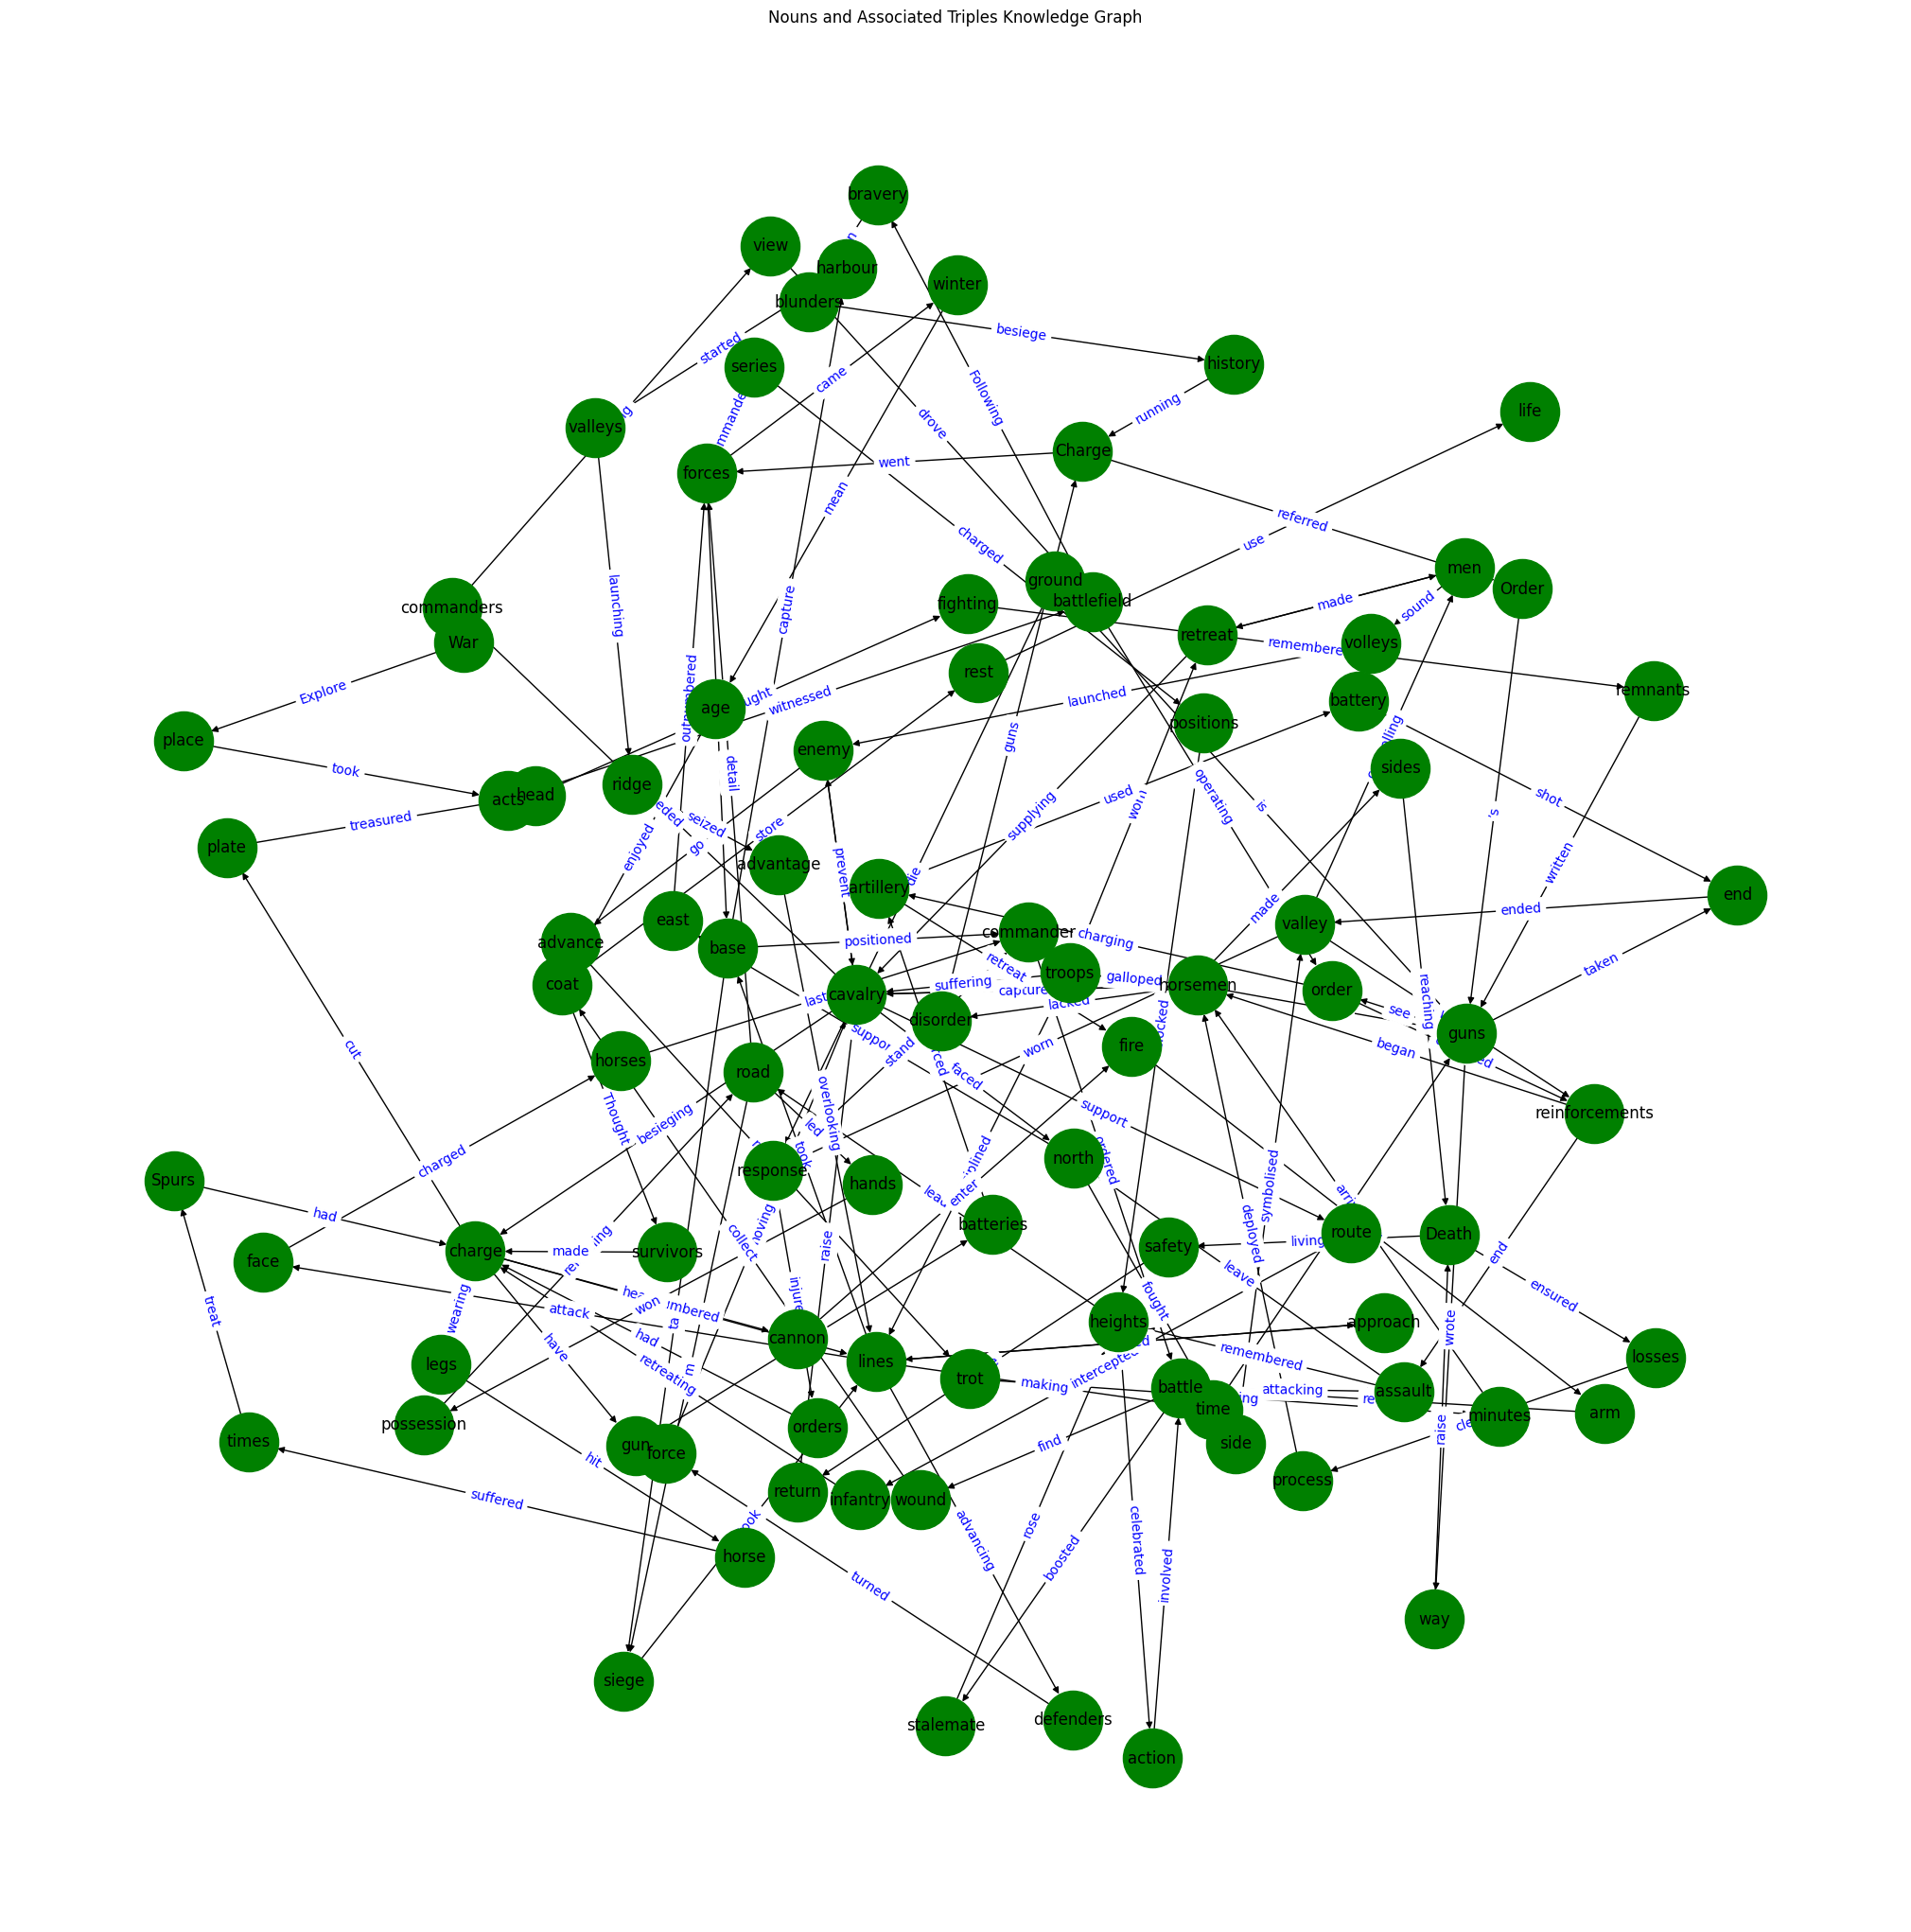 Nouns and Associated Triples Knowledge Graph
bravery
view
harbour
winter
blunders
started
besiege
history
series
came
drove
Following
running
life
valleys
Charge
forces
went
mean
referred
charged
use
launching
capture
commanders
War
fighting
ground
battlefield
made
men
Order
sound
retreat
volleys
Explore
witnessed
rest
launched
remnants
age
battery
positions
place
enemy
guns
took
detail
ridge
sides
acts
head
operating
used
shot
is
's
treasured
seized
store
supplying
plate
go
enjoyed
advantage
prevent
artillery
die
written
end
made
ended
east
advance
base
positioned
commander
charging
valley
taken
retreat
troops
coat
cavalry
suffering
galloped
horsemen
order
lacked
disorder
see
reaching
guns
horses
stand
worn
fire
began
road
faced
support
reinforcements
Thought
besieging
overlooking
led
took
charged
response
hands
north
Spurs
enter
batteries
symbolised
had
deployed
collect
raise
route
Death
charge
made
survivors
safety
living
end
face
leave
ensured
injured
attack
won
fought
treat
wearing
had
cannon
heights
approach
have
remembered
losses
legs
lines
retreating
trot
making
intercepted
battle
attacking
assault
possession
time
minutes
arm
times
gun
force
orders
side
raise
wrote
hit
find
return
infantry
wound
process
suffered
advancing
rose
boosted
celebrated
involved
horse
turned
way
siege
stalemate
defenders
action